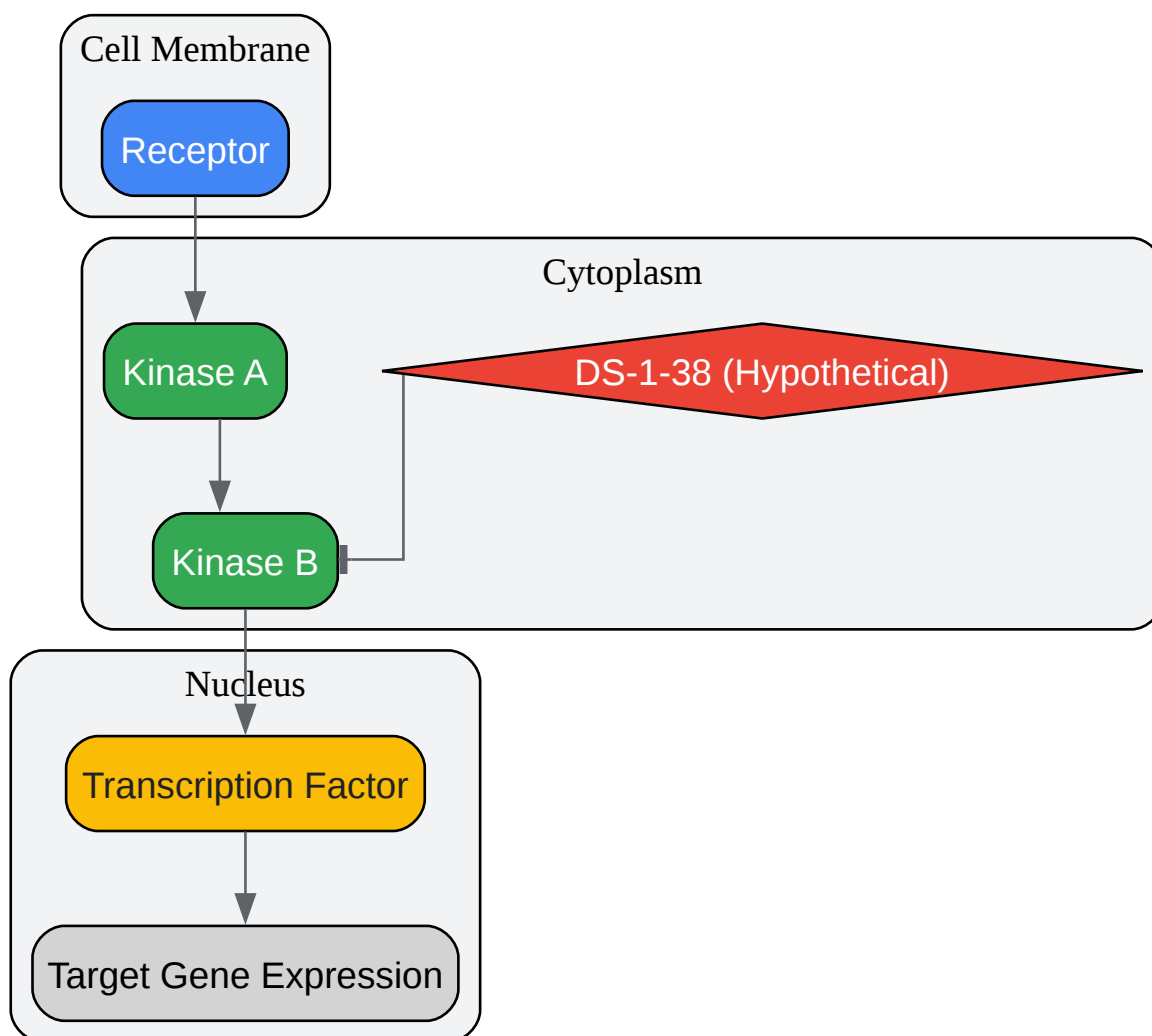 Cell Membrane
Receptor
Cytoplasm
Kinase A
DS-1-38 (Hypothetical)
Kinase B
Nucleus
Transcription Factor
Target Gene Expression